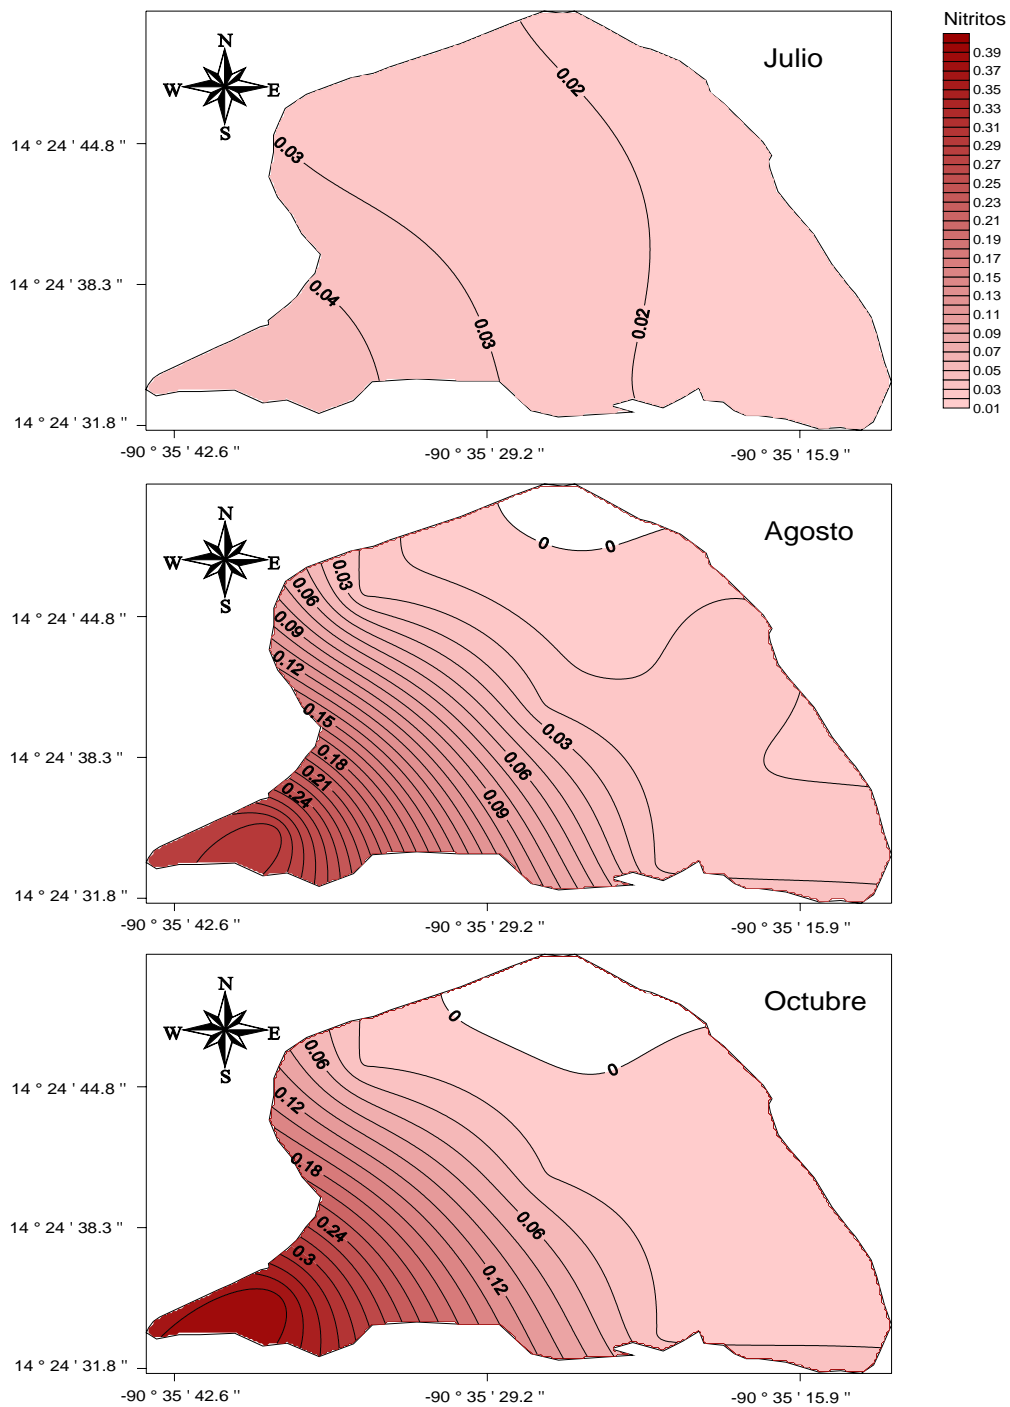 Nitritos
0.39
0.37
0.35
0.33
0.31
0.29
0.27
0.25
0.23
0.21
0.19
0.17
0.15
0.13
0.11
0.09
0.07
0.05
0.03
0.01
Julio
N
W E
S
0.02
0.03
0.04
0.03
0.02
14 ° 24 ' 44.8 "
14 ° 24 ' 38.3 "
14 ° 24 ' 31.8 "
-90 ° 35 ' 42.6 " -90 ° 35 ' 29.2 " -90 ° 35 ' 15.9 "
Agosto
N
W E
S
0 0
0.03
0.06
0.09
0.12
0.15
0.18
0.21
0.24
0.03
0.06
0.09
14 ° 24 ' 44.8 "
14 ° 24 ' 38.3 "
14 ° 24 ' 31.8 "
-90 ° 35 ' 42.6 " -90 ° 35 ' 29.2 " -90 ° 35 ' 15.9 "
Octubre
N
W E
S
0
0
0.06
0.12
0.18
0.24
0.3
0.06
0.12
14 ° 24 ' 44.8 "
14 ° 24 ' 38.3 "
14 ° 24 ' 31.8 "
-90 ° 35 ' 42.6 " -90 ° 35 ' 29.2 " -90 ° 35 ' 15.9 "